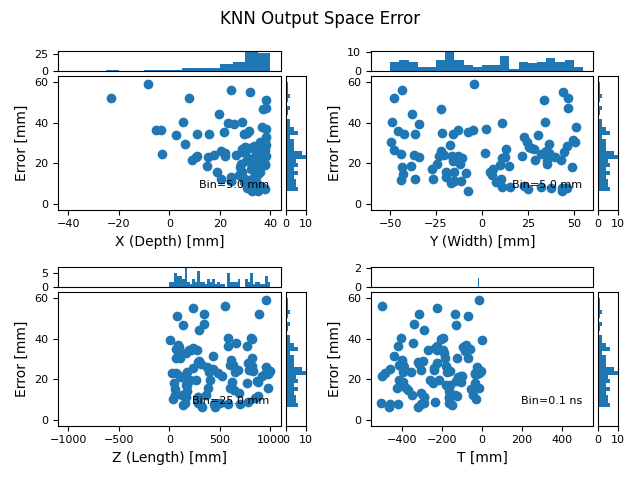 KNN Output Space Error
25
0
60
40
20
0
Error [mm]
Bin=5.0 mm
−40 −20 0 20 40 0 10
X (Depth) [mm]
10
0
60
40
20
0
Error [mm]
Bin=5.0 mm
−50 −25 0 25 50 0 10
Y (Width) [mm]
5
0
60
40
20
0
Error [mm]
Bin=25.0 mm
−1000 −500 0 500 1000 0 10
Z (Length) [mm]
2
0
60
40
20
0
Error [mm]
Bin=0.1 ns
−400 −200 0 200 400 0 10
T [mm]